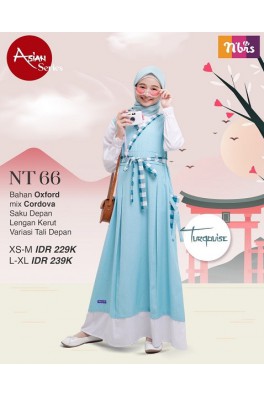 Asian
Series
Nbrs
NT 66
Bahan Oxford
mix Cordova
Saku Depan
Lengan Kerut
Variasi Tali Depan
XS-M IDR 229K
L-XL IDR 239K
Turquoise